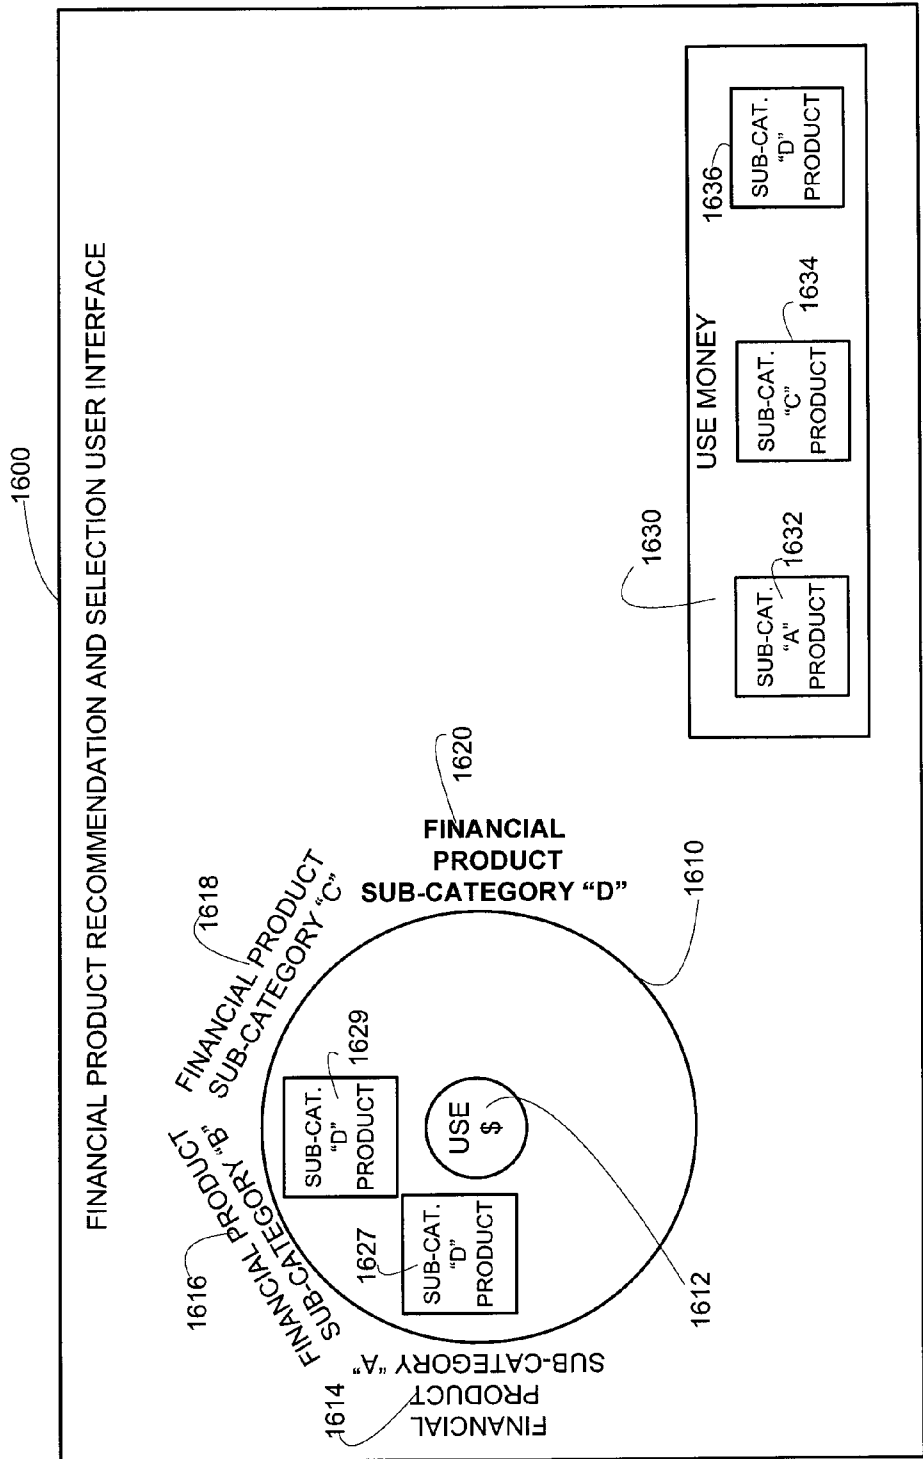 1600
FINANCIAL PRODUCT RECOMMENDATION AND SELECTION USER INTERFACE
1614
FINANCIAL
PRODUCT
SUB-CATEGORY "A"
1616
FINANCIAL PRODUCT
SUB-CATEGORY "B"
FINANCIAL PRODUCT
SUB-CATEGORY "C"
1618
FINANCIAL
PRODUCT
SUB-CATEGORY "D"
1620
1627
SUB-CAT.
"D"
PRODUCT
SUB-CAT.
"D"
PRODUCT
1629
USE
$
1612
1610
1630
USE MONEY
SUB-CAT.
"A"
PRODUCT
1632
SUB-CAT.
"C"
PRODUCT
1634
SUB-CAT.
"D"
PRODUCT
1636